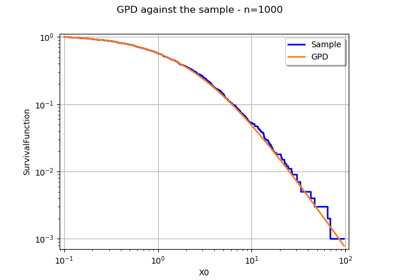 GPD against the sample - n=1000
10⁰
10⁻¹
10⁻²
10⁻³
SurvivalFunction
Sample
GPD
10⁻¹ 10⁰ 10¹ 10²
X0